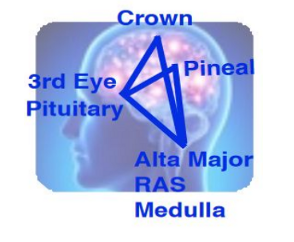 Crown
Pineal
3rd Eye
Pituitary
Alta Major
RAS
Medulla